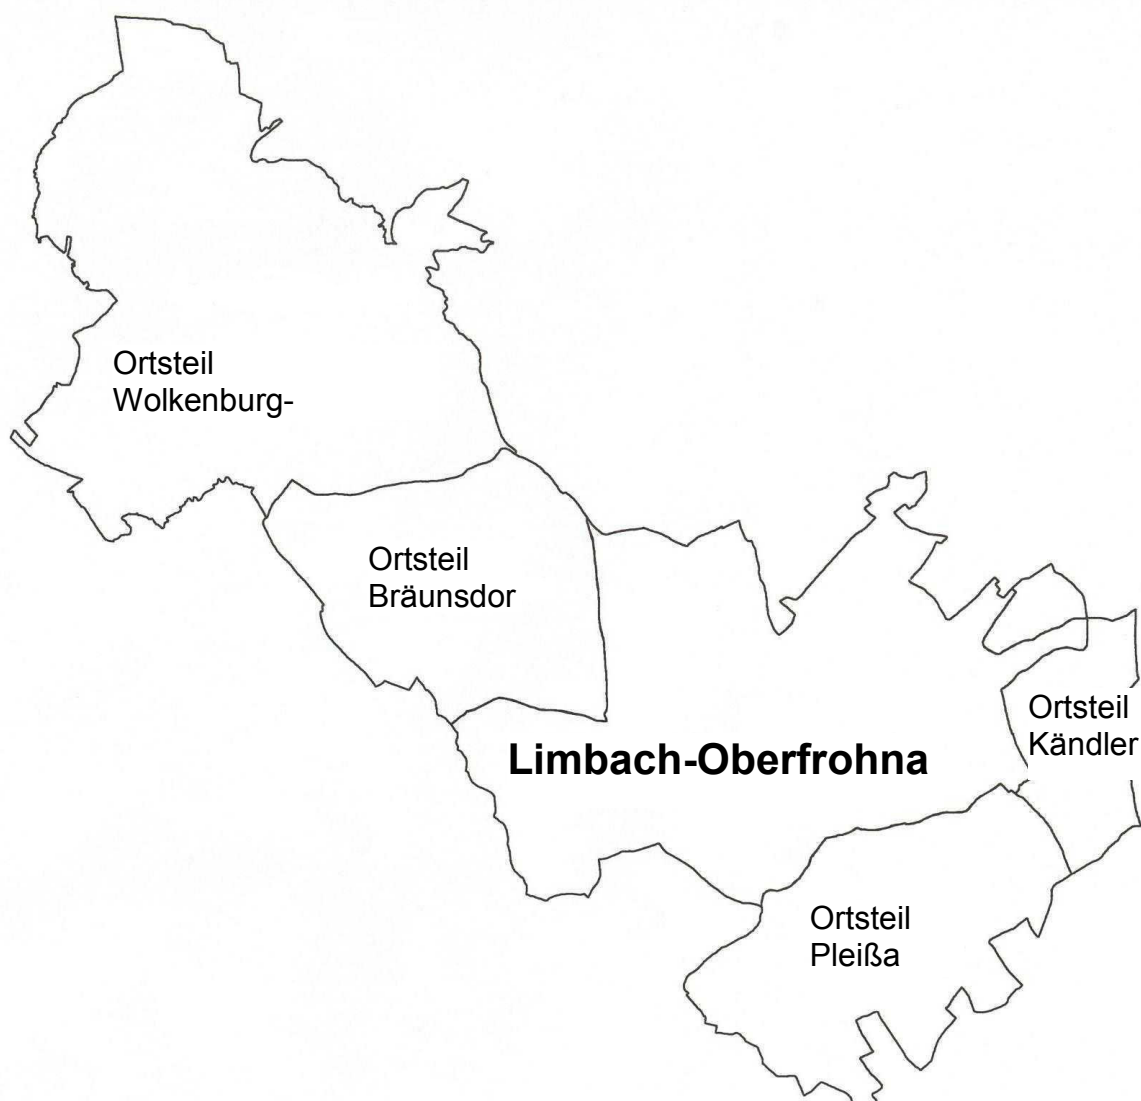 Ortsteil
Wolkenburg-
Ortsteil
Bräunsdor
Limbach-Oberfrohna
Ortsteil
Kändler
Ortsteil
Pleißa